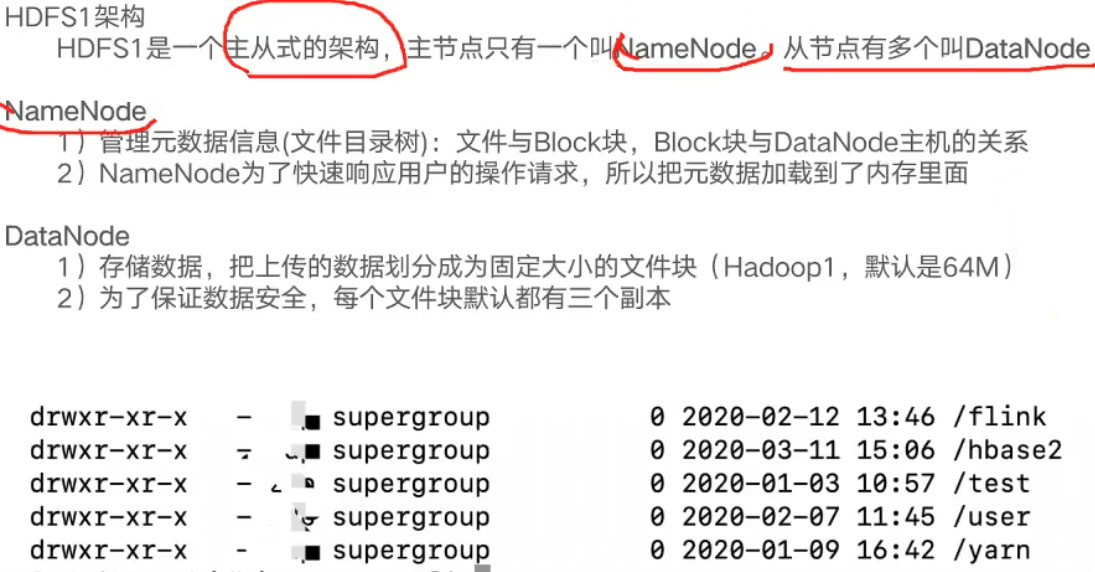 HDFS1架构
HDFS1是一个主从式的架构，主节点只有一个叫NameNode。从节点有多个叫DataNode
NameNode
1）管理元数据信息(文件目录树)：文件与Block块，Block块与DataNode主机的关系
2）NameNode为了快速响应用户的操作请求，所以把元数据加载到了内存里面
DataNode
1）存储数据，把上传的数据划分成为固定大小的文件块（Hadoop1，默认是64M）
2）为了保证数据安全，每个文件块默认都有三个副本
drwxr-xr-x - supergroup 0 2020-02-12 13:46 /flink
drwxr-xr-x - supergroup 0 2020-03-11 15:06 /hbase2
drwxr-xr-x - supergroup 0 2020-01-03 10:57 /test
drwxr-xr-x - supergroup 0 2020-02-07 11:45 /user
drwxr-xr-x - supergroup 0 2020-01-09 16:42 /yarn